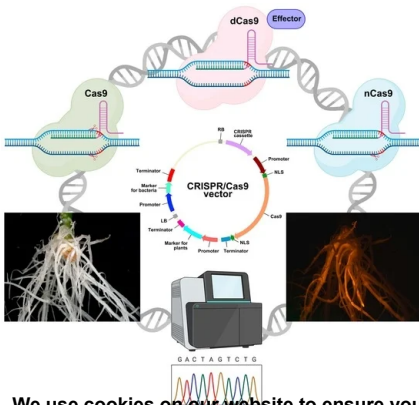 dCas9
Effector
Cas9
nCas9
RB
CRISPR
cassette
Promoter
NLS
Cas9
NLS
Terminator
Promoter
Marker for
plants
Terminator
LB
Promoter
Marker
for bacteria
Terminator
CRISPR/Cas9
vector
G A C T A G T C T G
We use cookies on our website to ensure you